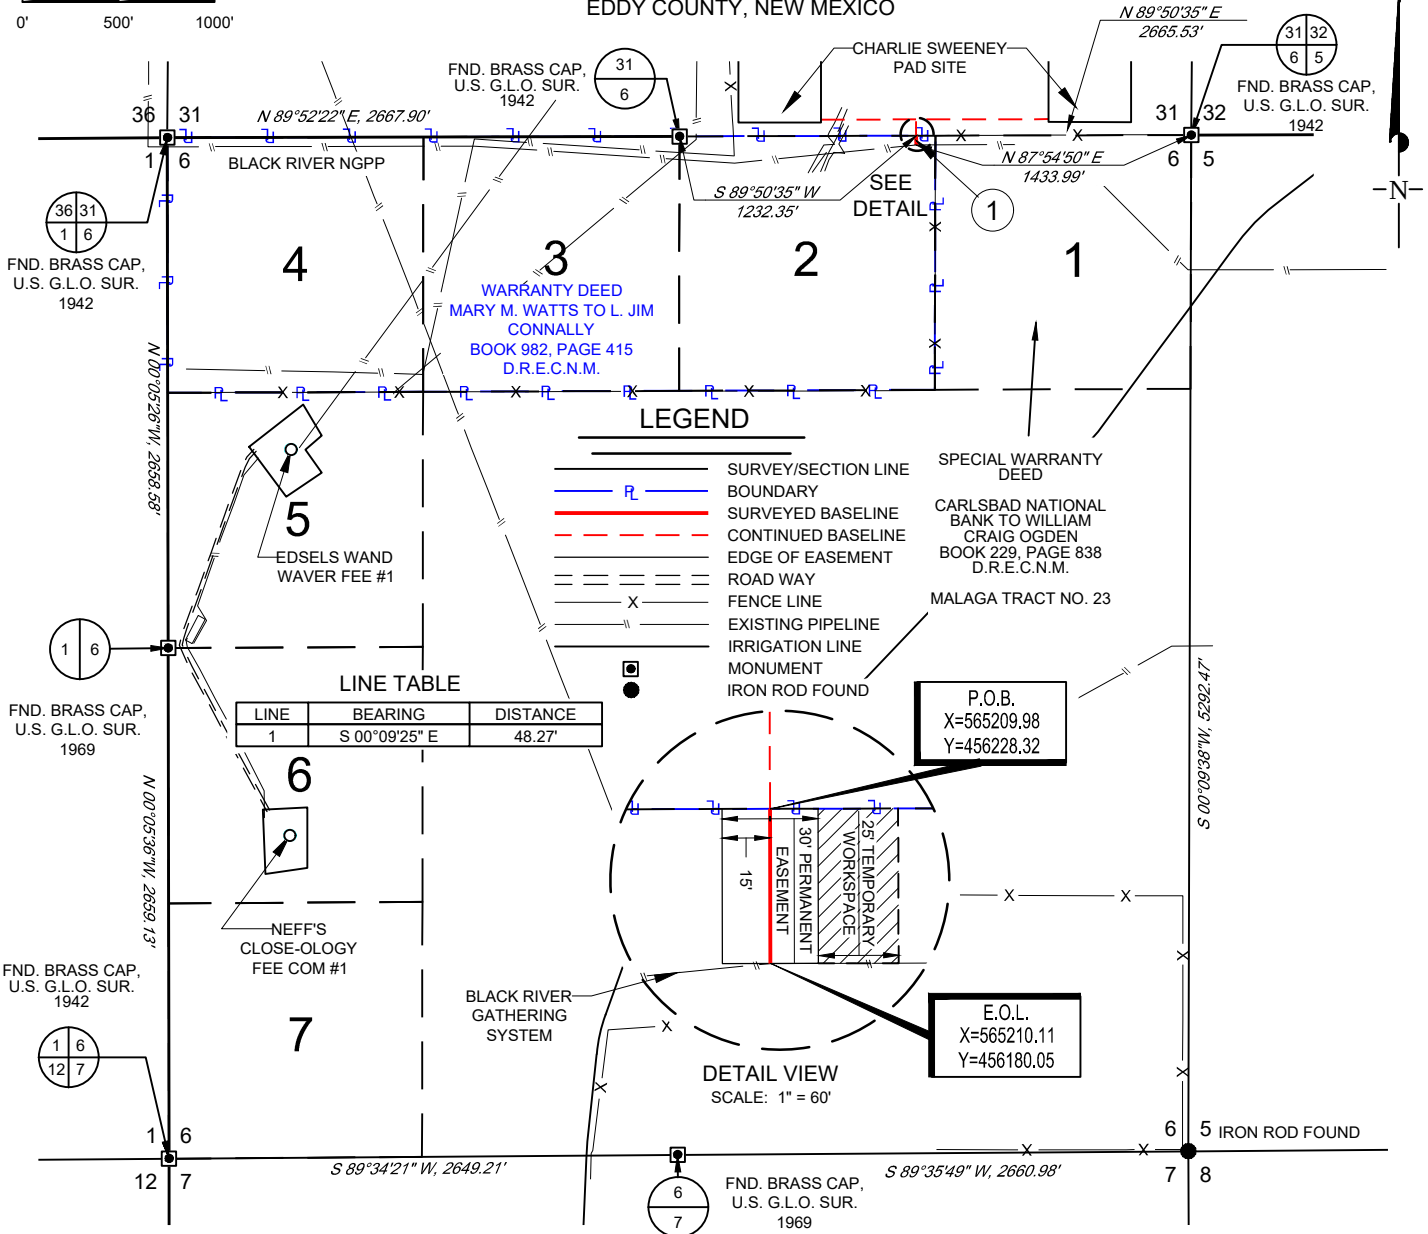 EDDY COUNTY, NEW MEXICO
0' 500' 1000'
N 89°50'35" E
2665.53'
31 32
6 5
FND. BRASS CAP,
U.S. G.L.O. SUR.
1942
CHARLIE SWEENEY
PAD SITE
FND. BRASS CAP,
U.S. G.L.O. SUR.
1942
31
6
36 31
1 6
N 89°52'22" E, 2667.90'
BLACK RIVER NGPP
31 32
6 5
N 87°54'50" E
1433.99'
S 89°50'35" W
1232.35'
SEE
DETAIL
1
N
36 31
1 6
FND. BRASS CAP,
U.S. G.L.O. SUR.
1942
4
3
2
1
WARRANTY DEED
MARY M. WATTS TO L. JIM
CONNALLY
BOOK 982, PAGE 415
D.R.E.C.N.M.
N 00°05'26"W, 2658.58'
5
EDSELS WAND
WAVER FEE #1
LEGEND
SURVEY/SECTION LINE
PL BOUNDARY
SURVEYED BASELINE
CONTINUED BASELINE
EDGE OF EASEMENT
ROAD WAY
X FENCE LINE
EXISTING PIPELINE
IRRIGATION LINE
MONUMENT
IRON ROD FOUND
SPECIAL WARRANTY
DEED
CARLSBAD NATIONAL
BANK TO WILLIAM
CRAIG OGDEN
BOOK 229, PAGE 838
D.R.E.C.N.M.
MALAGA TRACT NO. 23
1 6
FND. BRASS CAP,
U.S. G.L.O. SUR.
1969
LINE TABLE
LINE BEARING DISTANCE
1 S 00°09'25" E 48.27'
6
P.O.B.
X=565209.98
Y=456228.32
S 00°09'38"W, 5292.47'
N 00°05'36"W, 2659.13'
NEFF'S
CLOSE-OLOGY
FEE COM #1
15'
30' PERMANENT
EASEMENT
25' TEMPORARY
WORKSPACE
BLACK RIVER
GATHERING
SYSTEM
E.O.L.
X=565210.11
Y=456180.05
DETAIL VIEW
SCALE: 1" = 60'
FND. BRASS CAP,
U.S. G.L.O. SUR.
1942
1 6
12 7
7
1 6
12 7
S 89°34'21" W, 2649.21'
6
7
FND. BRASS CAP,
U.S. G.L.O. SUR.
1969
S 89°35'49" W, 2660.98'
6 5
7 8
IRON ROD FOUND